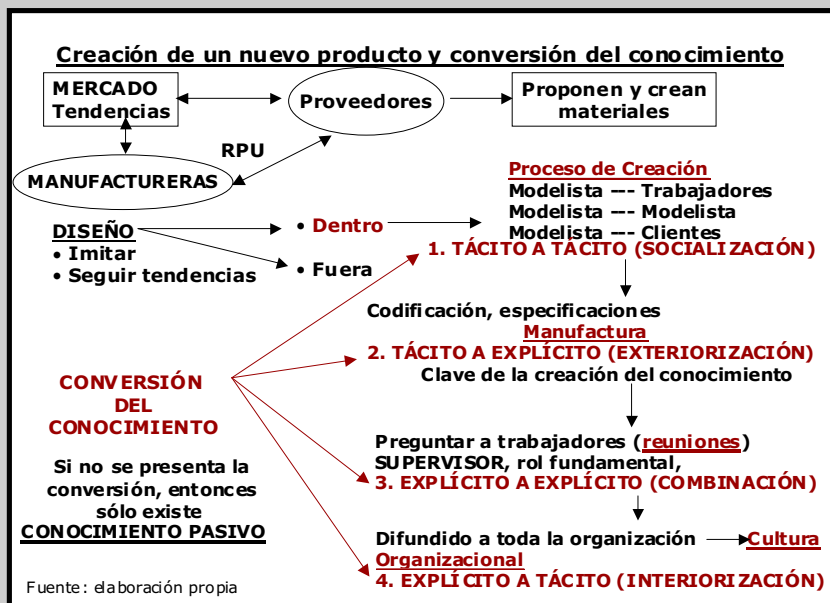 Creación de un nuevo producto y conversión del conocimiento
MERCADO
Tendencias
Proveedores
Proponen y crean
materiales
RPU
MANUFACTURERAS
Proceso de Creación
Modelista --- Trabajadores
Modelista --- Modelista
Modelista --- Clientes
1. TÁCITO A TÁCITO (SOCIALIZACIÓN)
DISEÑO
• Imitar
• Seguir tendencias
• Dentro
• Fuera
Codificación, especificaciones
Manufactura
2. TÁCITO A EXPLÍCITO (EXTERIORIZACIÓN)
Clave de la creación del conocimiento
CONVERSIÓN
DEL
CONOCIMIENTO
Si no se presenta la
conversión, entonces
sólo existe
CONOCIMIENTO PASIVO
Preguntar a trabajadores (reuniones)
SUPERVISOR, rol fundamental,
3. EXPLÍCITO A EXPLÍCITO (COMBINACIÓN)
Difundido a toda la organización Cultura
Organizacional
4. EXPLÍCITO A TÁCITO (INTERIORIZACIÓN)
Fuente: elaboración propia